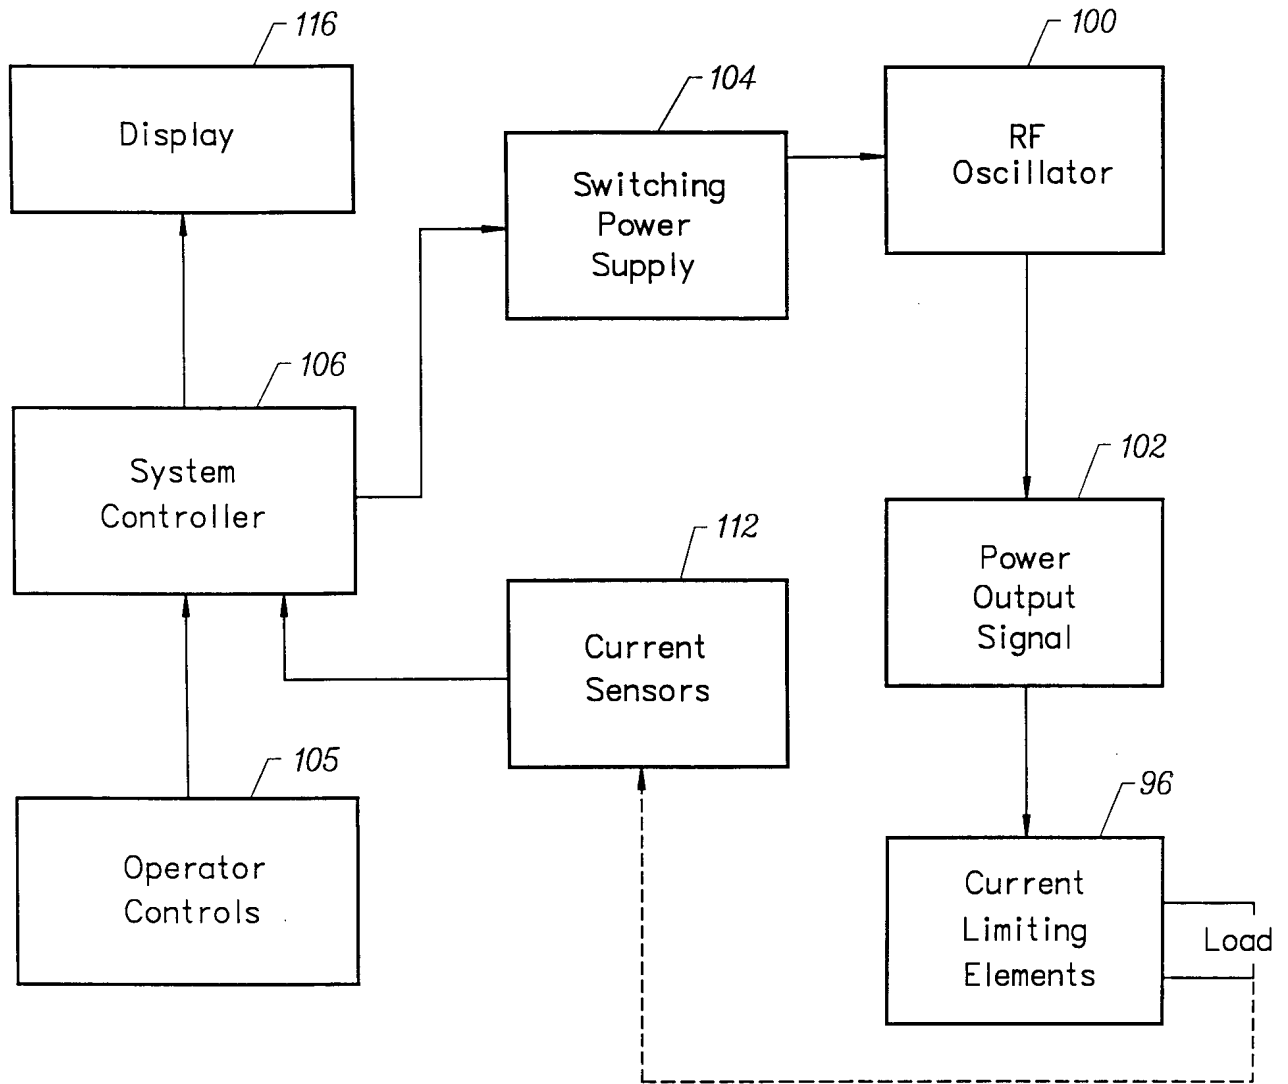 116
Display
104
Switching
Power
Supply
100
RF
Oscillator
106
System
Controller
102
Power
Output
Signal
112
Current
Sensors
105
Operator
Controls
96
Current
Limiting
Elements
Load